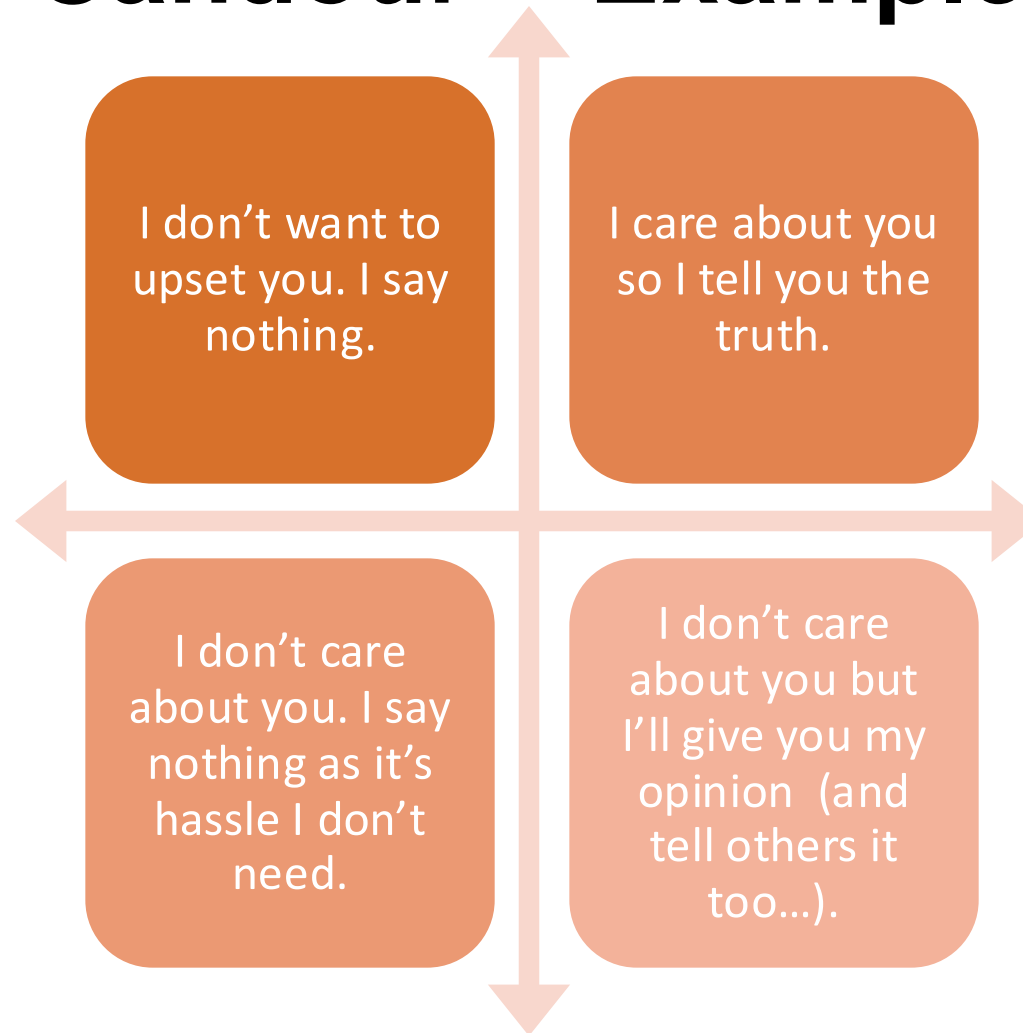 I don’t want to
upset you. I say
nothing.
I care about you
so I tell you the
truth.
I don’t care
about you. I say
nothing as it’s
hassle I don’t
need.
I don’t care
about you but
I’ll give you my
opinion  (and
tell others it
too…).